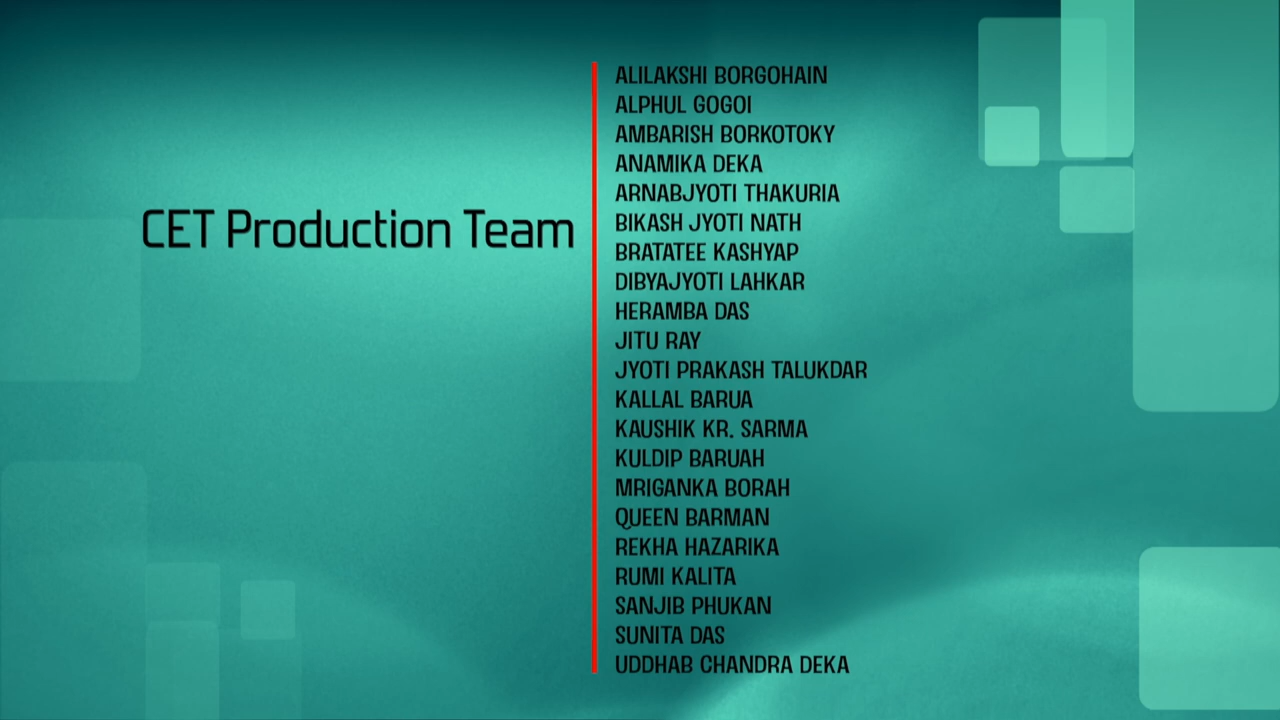 CET Production Team
ALILAKSHI BORGOHAIN
ALPHUL GOGOI
AMBARISH BORKOTOKY
ANAMIKA DEKA
ARNABJYOTI THAKURIA
BIKASH JYOTI NATH
BRATATEE KASHYAP
DIBYAJYOTI LAHKAR
HERAMBA DAS
JITU RAY
JYOTI PRAKASH TALUKDAR
KALLAL BARUA
KAUSHIK KR. SARMA
KULDIP BARUAH
MRIGANKA BORAH
QUEEN BARMAN
REKHA HAZARIKA
RUMI KALITA
SANJIB PHUKAN
SUNITA DAS
UDDHAB CHANDRA DEKA